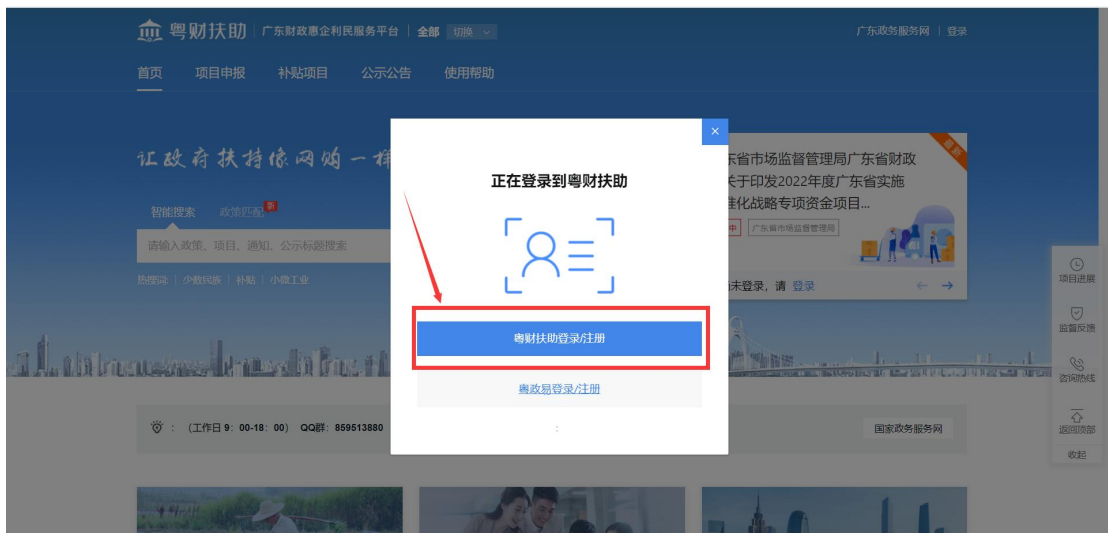 粤财扶助 广东财政惠企利民服务平台 全部 切换
广东政务服务网 登录
首页 项目申报 补贴项目 公示公告 使用帮助
让政府扶持像网购一样
智能搜索 政策匹配 新
请输入政策、项目、通知、公示标题搜索
热搜词 少数民族 补贴 小微工业
×
正在登录到粤财扶助
粤财扶助登录/注册
粤政易登录/注册
:
最新
东省市场监督管理局广东省财政
关于印发2022年度广东省实施
准化战略专项资金项目...
中 广东省市场监督管理局
尚未登录，请 登录
← →
项目进展
监督反馈
咨询热线
返回顶部
收起
: (工作日 9: 00-18: 00) QQ群: 859513880
国家政务服务网